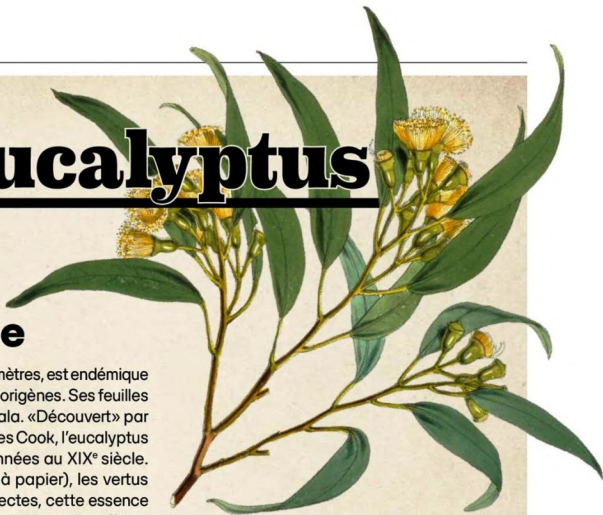 ucalyptus
e
mètres, est endémique
origènes. Ses feuilles
ala. «Découvert» par
es Cook, l'eucalyptus
nnées au XIXᵉ siècle.
à papier), les vertus
ectes, cette essence